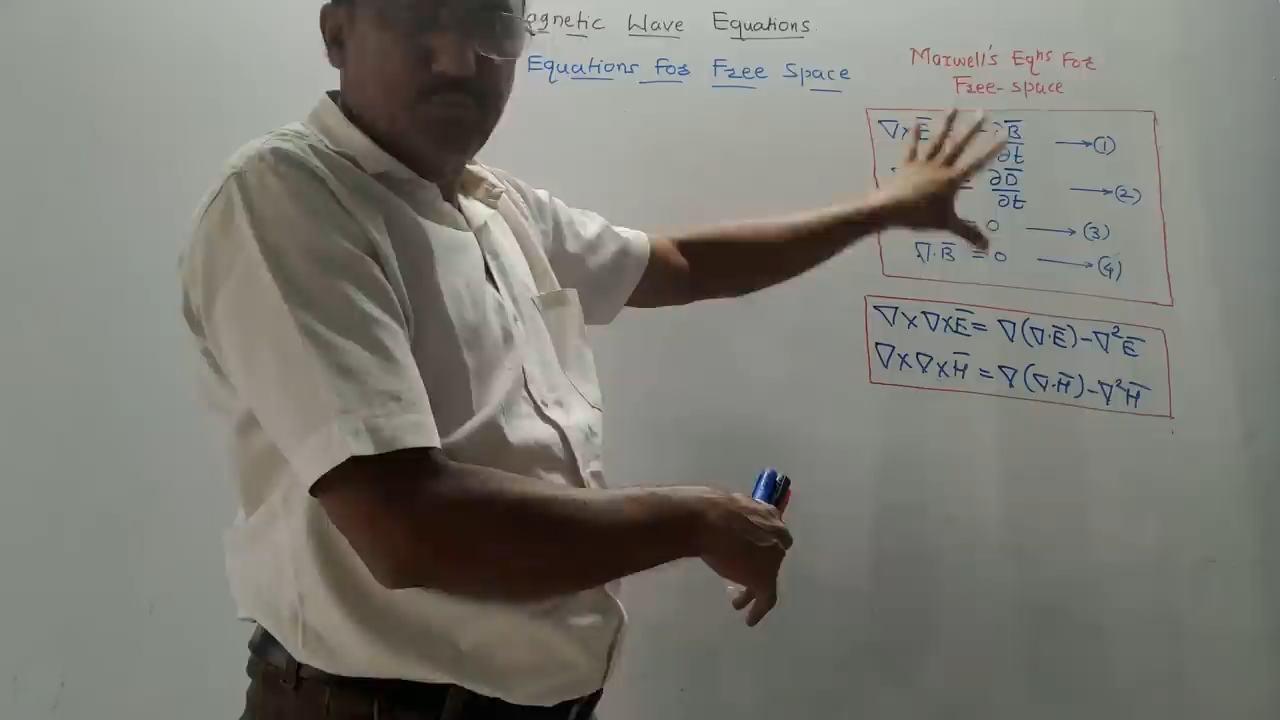 agnetic Wave Equations
Equations for Free Space
Maxwell's Eqns For
Free-space
∇×E̅ = - ∂B̅/∂t → (1)
= ∂D̅/∂t → (2)
= 0 → (3)
∇·B̅ = 0 → (4)
∇×∇×E̅ = ∇(∇·E̅) - ∇²E̅
∇×∇×H̅ = ∇(∇·H̅) - ∇²H̅